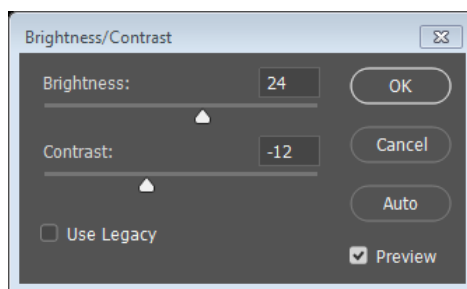 Brightness/Contrast
Brightness: 24
OK
Contrast: -12
Cancel
Auto
Use Legacy
Preview